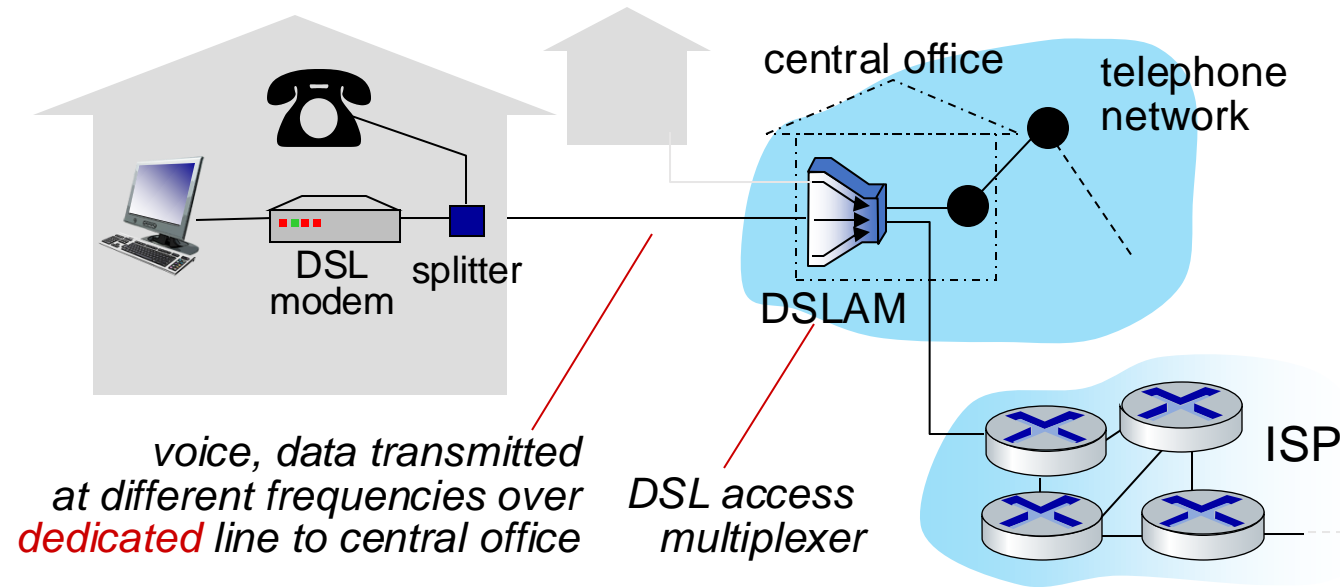 central office
telephone
network
DSL
modem
splitter
DSLAM
ISP
voice, data transmitted
at different frequencies over
dedicated line to central office
DSL access
multiplexer